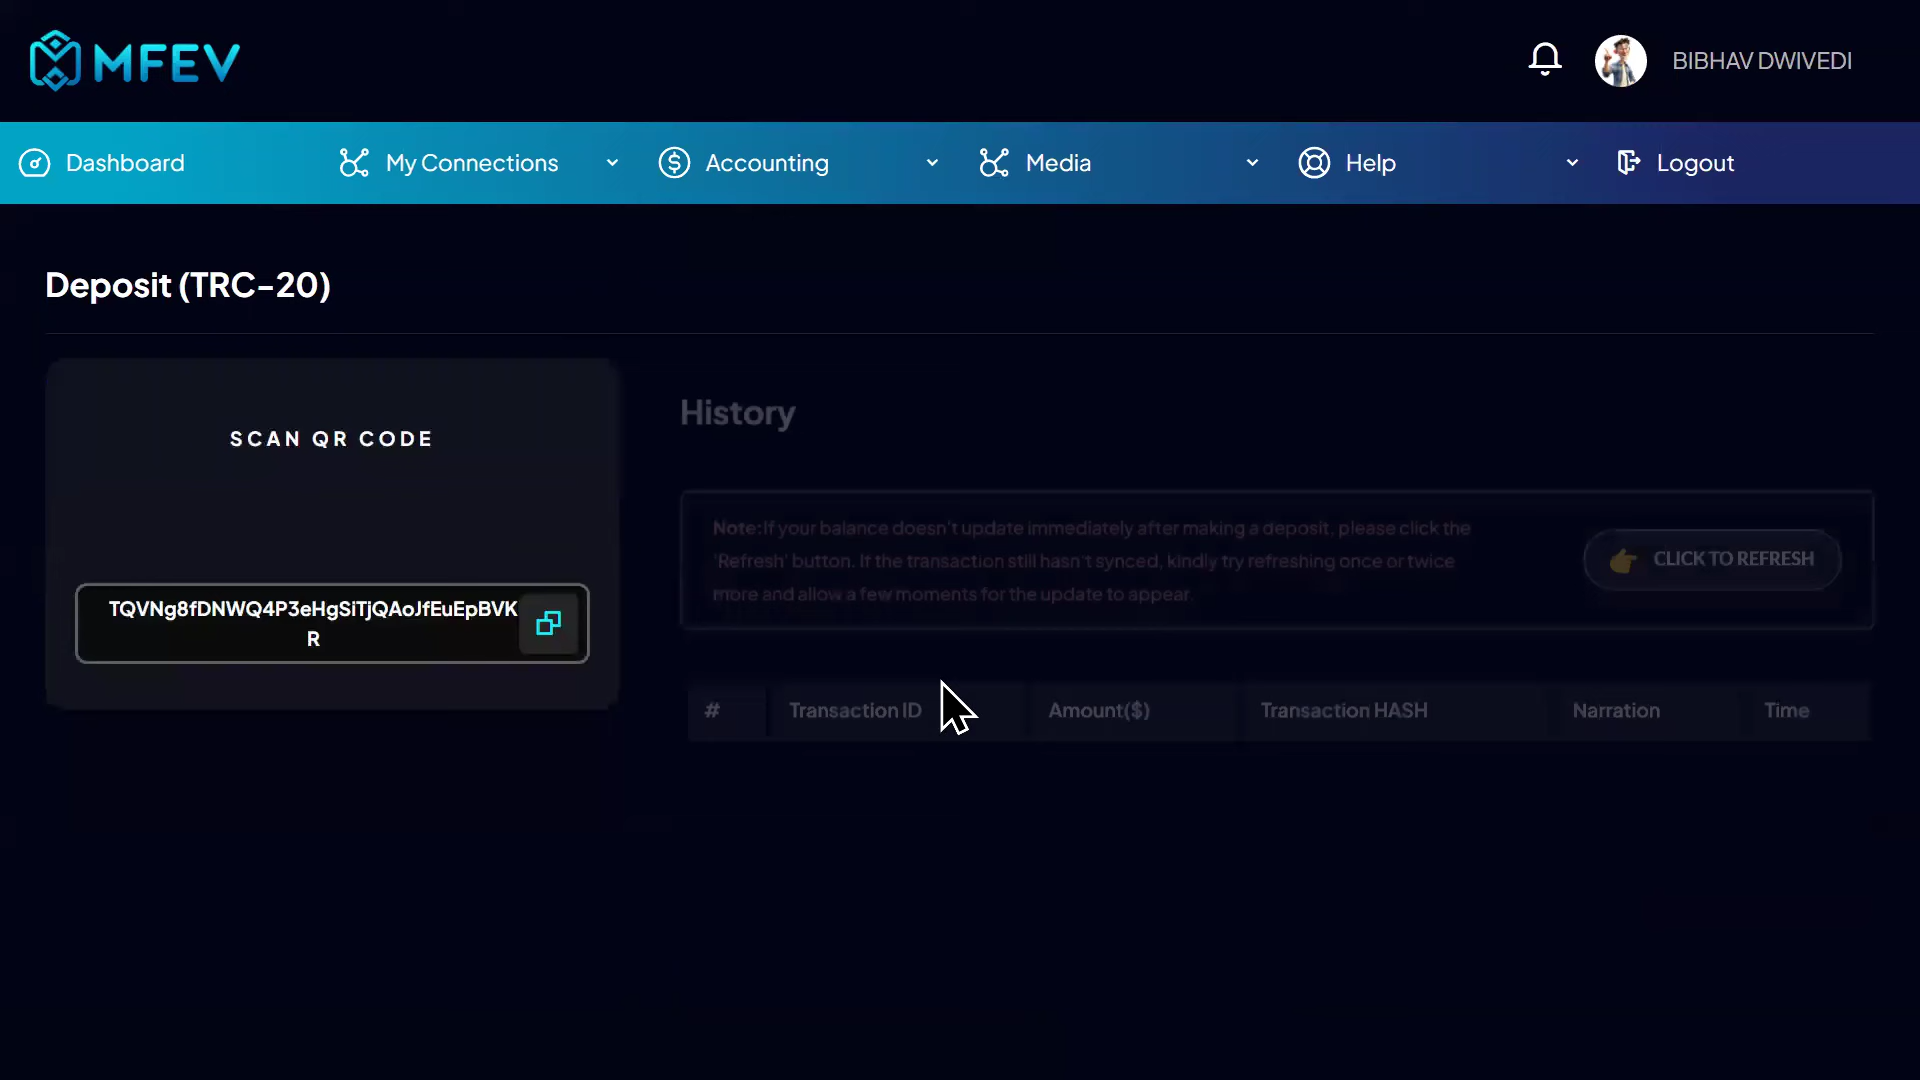 MFEV
BIBHAV DWIVEDI
Dashboard
My Connections
Accounting
Media
Help
Logout
Deposit (TRC-20)
SCAN QR CODE
TQVNg8fDNWQ4P3eHgSiTjQAoJfEuEpBVK
R
History
Note:If your balance doesn't update immediately after making a deposit, please click the
'Refresh' button. If the transaction still hasn't synced, kindly try refreshing once or twice
more and allow a few moments for the update to appear.
CLICK TO REFRESH
# Transaction ID Amount($) Transaction HASH Narration Time